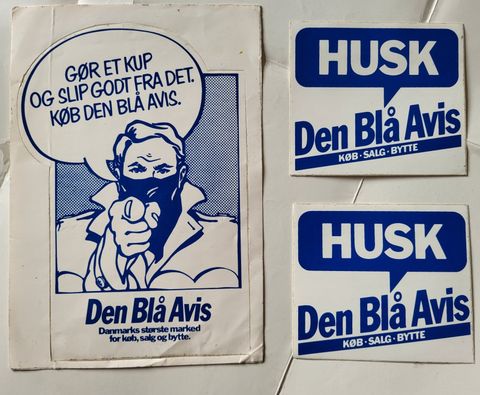 GØR ET KUP
OG SLIP GODT FRA DET.
KØB DEN BLÅ AVIS.
Den Blå Avis
Danmarks største marked
for køb, salg og bytte.
HUSK
Den Blå Avis
KØB · SALG · BYTTE
HUSK
Den Blå Avis
KØB · SALG · BYTTE